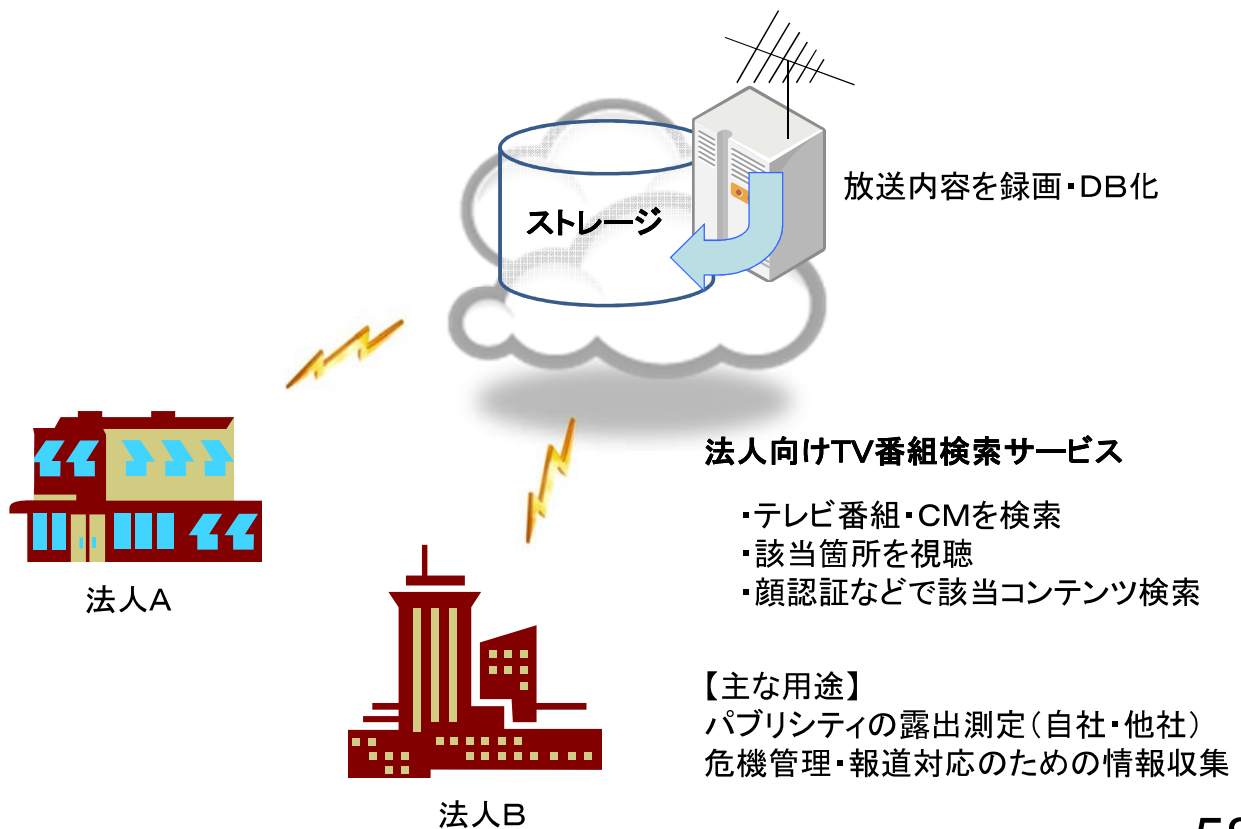 放送内容を録画・DB化
ストレージ
法人向けTV番組検索サービス
・テレビ番組・CMを検索
・該当箇所を視聴
・顔認証などで該当コンテンツ検索
法人A
【主な用途】
パブリシティの露出測定(自社・他社)
危機管理・報道対応のための情報収集
法人B